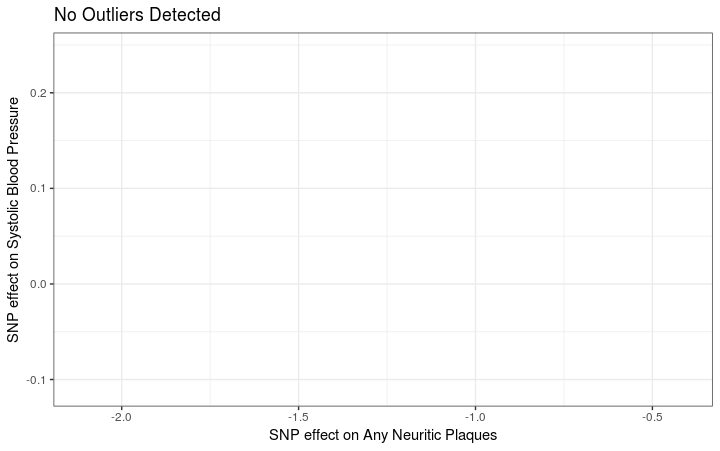 No Outliers Detected
SNP effect on Systolic Blood Pressure
0.2
0.1
0.0
-0.1
-2.0
-1.5
-1.0
-0.5
SNP effect on Any Neuritic Plaques